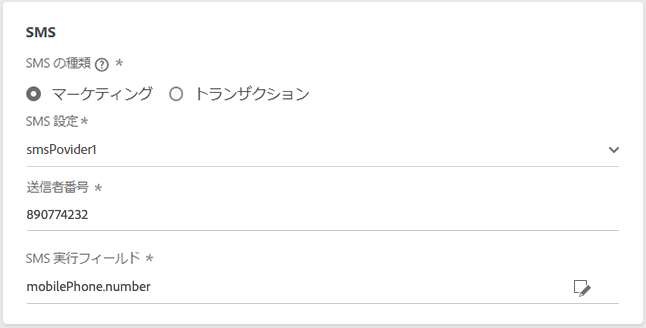 SMS
SMS の種類 ? *
マーケティング トランザクション
SMS 設定*
smsPovider1
送信者番号 *
890774232
SMS 実行フィールド *
mobilePhone.number